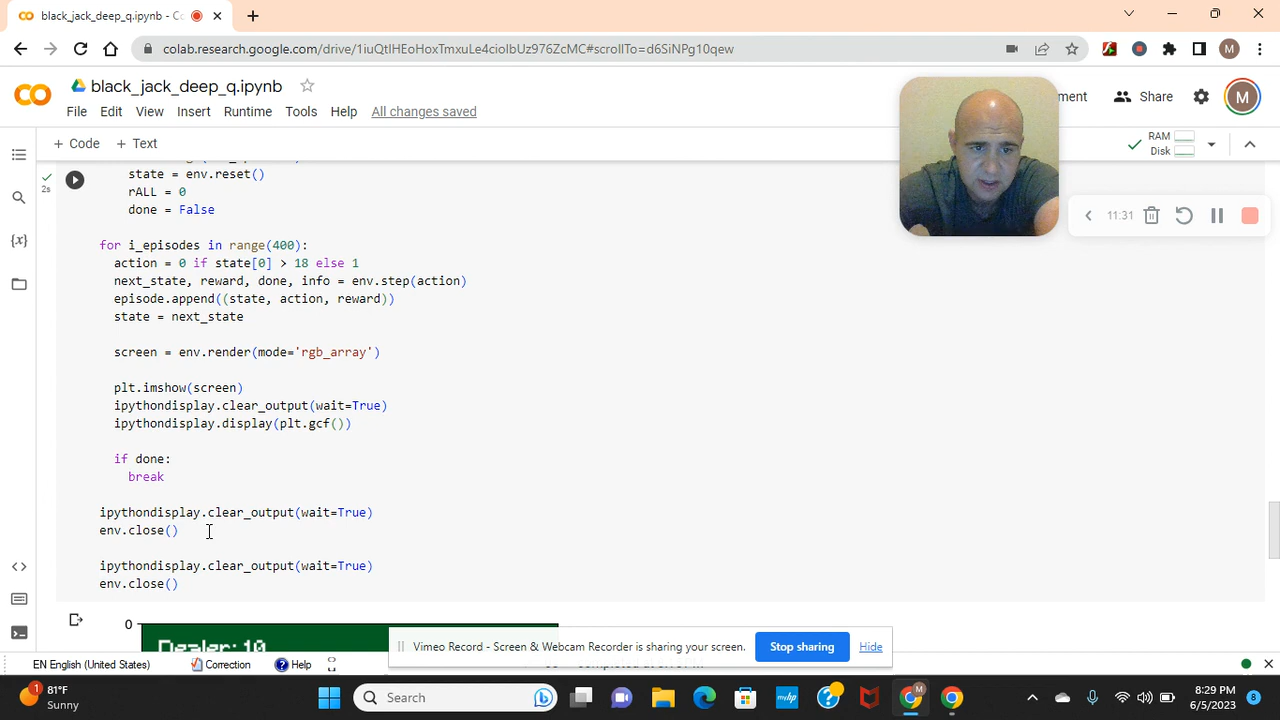 black_jack_deep_q.ipynb - Co
colab.research.google.com/drive/1iuQtIHEoHoxTmxuLe4cioIbUz976ZcMC#scrollTo=d6SiNPg10qew
M
black_jack_deep_q.ipynb
Share
M
File Edit View Insert Runtime Tools Help All changes saved
+ Code + Text
RAM
Disk
2s
state = env.reset()
rALL = 0
done = False
11:31
for i_episodes in range(400):
action = 0 if state[0] > 18 else 1
next_state, reward, done, info = env.step(action)
episode.append((state, action, reward))
state = next_state
screen = env.render(mode='rgb_array')
plt.imshow(screen)
ipythondisplay.clear_output(wait=True)
ipythondisplay.display(plt.gcf())
if done:
break
ipythondisplay.clear_output(wait=True)
env.close()
ipythondisplay.clear_output(wait=True)
env.close()
0
Dealer: 10
Vimeo Record - Screen & Webcam Recorder is sharing your screen. Stop sharing Hide
EN English (United States) Correction Help
81°F
Sunny
Search
8:29 PM
6/5/2023